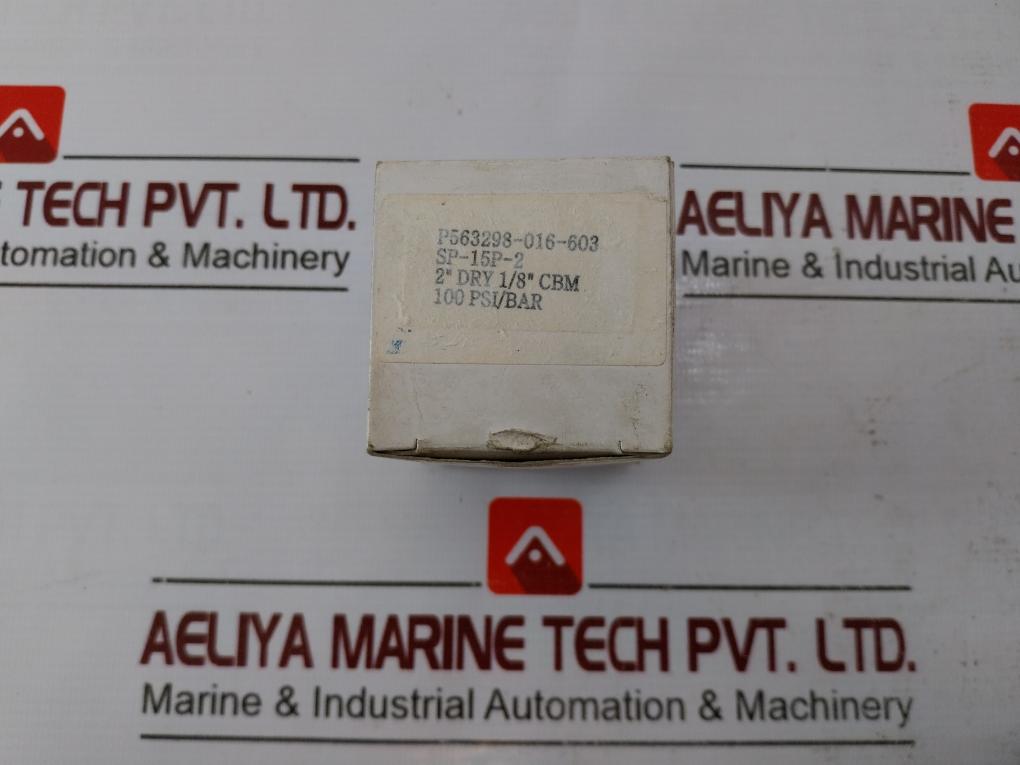 F TECH PVT. LTD.
tomation & Machinery
P563298-016-603
SP-15P-2
2" DRY 1/8" CBM
100 PSI/BAR
AELIYA MARINE
Marine & Industrial Au
AELIYA MARINE TECH PVT. LTD.
Marine & Industrial Automation & Machinery